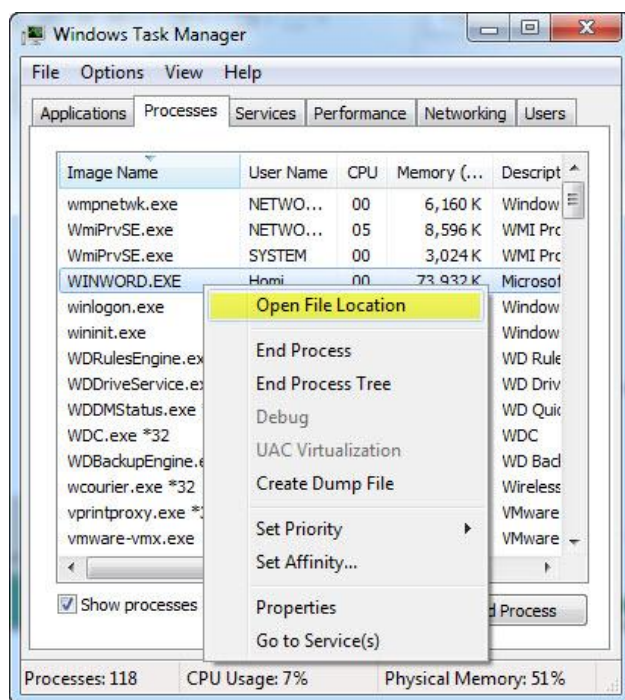 Windows Task Manager
File Options View Help
Applications Processes Services Performance Networking Users
Image Name User Name CPU Memory (... Descript
wmpnetwk.exe NETWO... 00 6,160 K Window
WmiPrvSE.exe NETWO... 05 8,596 K WMI Prc
WmiPrvSE.exe SYSTEM 00 3,024 K WMI Prc
WINWORD.EXE Homi 00 73,932 K Microsof
winlogon.exe Window
wininit.exe Window
WDRulesEngine.ex WD Rule
WDDriveService.ex WD Driv
WDDMStatus.exe WD Quic
WDC.exe *32 WDC
WDBackupEngine.e WD Bacl
wcourier.exe *32 Wireless
vprintproxy.exe *: VMware
vmware-vmx.exe VMware
Open File Location
End Process
End Process Tree
Debug
UAC Virtualization
Create Dump File
Set Priority
Set Affinity...
Properties
Go to Service(s)
Show processes d Process
Processes: 118 CPU Usage: 7% Physical Memory: 51%